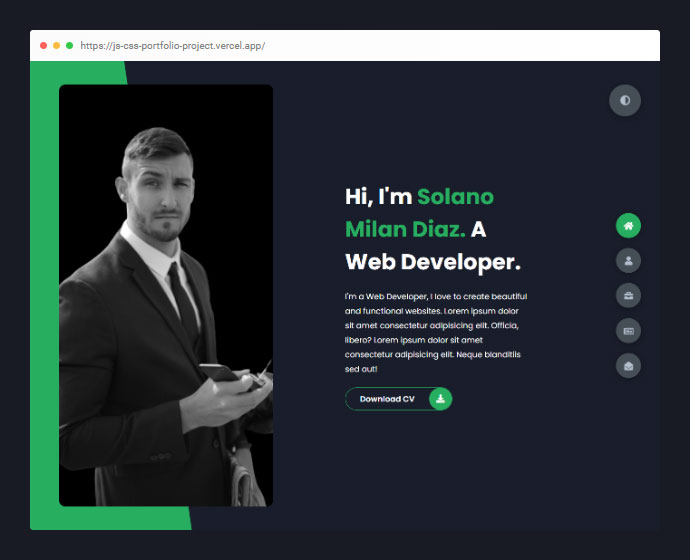 https://js-css-portfolio-project.vercel.app/
Hi, I'm Solano
Milan Diaz. A
Web Developer.
I'm a Web Developer, I love to create beautiful
and functional websites. Lorem ipsum dolor
sit amet consectetur adipisicing elit. Officia,
libero? Lorem ipsum dolor sit amet
consectetur adipisicing elit. Neque blanditiis
sed aut!
Download CV